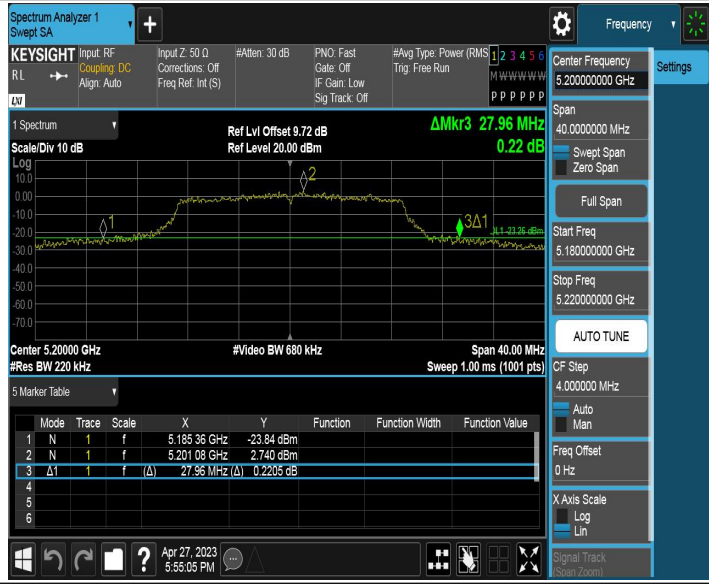 Spectrum Analyzer 1
Swept SA
Frequency
KEYSIGHT
RL
LXI
Input: RF
Coupling: DC
Align: Auto
Input Z: 50 Ω
Corrections: Off
Freq Ref: Int (S)
#Atten: 30 dB
PNO: Fast
Gate: Off
IF Gain: Low
Sig Track: Off
#Avg Type: Power (RMS
Trig: Free Run
1 2 3 4 5 6
M W W W W W
P P P P P P
1 Spectrum
Scale/Div 10 dB
Ref Lvl Offset 9.72 dB
Ref Level 20.00 dBm
ΔMkr3 27.96 MHz
0.22 dB
Log
10.0
0.00
-10.0
-20.0
-30.0
-40.0
-50.0
-60.0
-70.0
1
2
3Δ1
DL1 -23.26 dBm
Center 5.20000 GHz
#Res BW 220 kHz
#Video BW 680 kHz
Span 40.00 MHz
Sweep 1.00 ms (1001 pts)
5 Marker Table
Mode Trace Scale X Y Function Function Width Function Value
1 N 1 f 5.185 36 GHz -23.84 dBm
2 N 1 f 5.201 08 GHz 2.740 dBm
3 Δ1 1 f (Δ) 27.96 MHz (Δ) 0.2205 dB
4
5
6
?
Apr 27, 2023
5:55:05 PM
Center Frequency
5.200000000 GHz
Span
40.0000000 MHz
Swept Span
Zero Span
Full Span
Start Freq
5.180000000 GHz
Stop Freq
5.220000000 GHz
AUTO TUNE
CF Step
4.000000 MHz
Auto
Man
Freq Offset
0 Hz
X Axis Scale
Log
Lin
Signal Track
(Span Zoom)
Settings